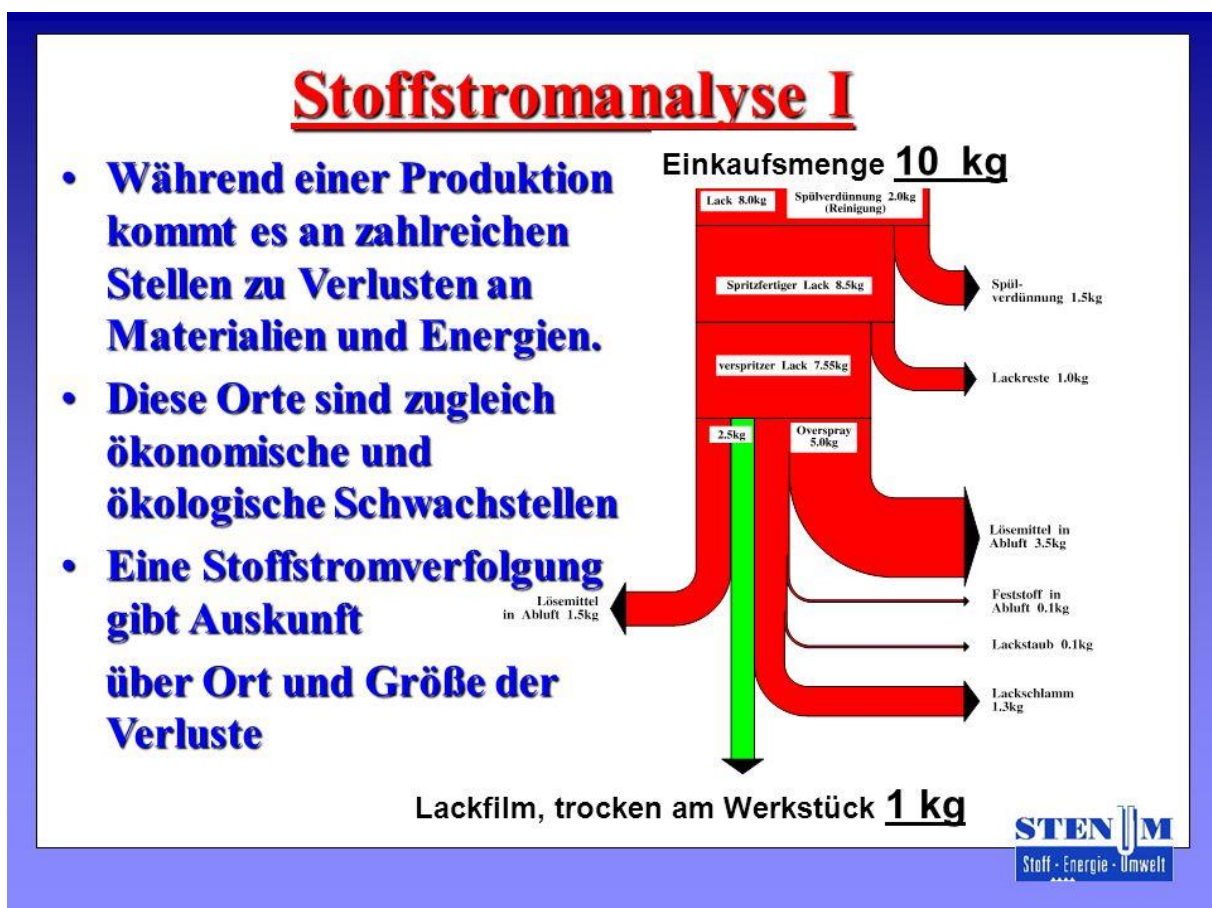 Stoffstromanalyse I
• Während einer Produktion
kommt es an zahlreichen
Stellen zu Verlusten an
Materialien und Energien.
• Diese Orte sind zugleich
ökonomische und
ökologische Schwachstellen
• Eine Stoffstromverfolgung
gibt Auskunft
über Ort und Größe der
Verluste
Einkaufsmenge 10 kg
Lack 8.0kg
Spülverdünnung 2.0kg
(Reinigung)
Spritzfertiger Lack 8.5kg
Spül-
verdünnung 1.5kg
verspritzer Lack 7.55kg
Lackreste 1.0kg
2.5kg
Overspray
5.0kg
Lösemittel in
Abluft 3.5kg
Lösemittel
in Abluft 1.5kg
Feststoff in
Abluft 0.1kg
Lackstaub 0.1kg
Lackschlamm
1.3kg
Lackfilm, trocken am Werkstück 1 kg
STENUM
Stoff - Energie - Umwelt